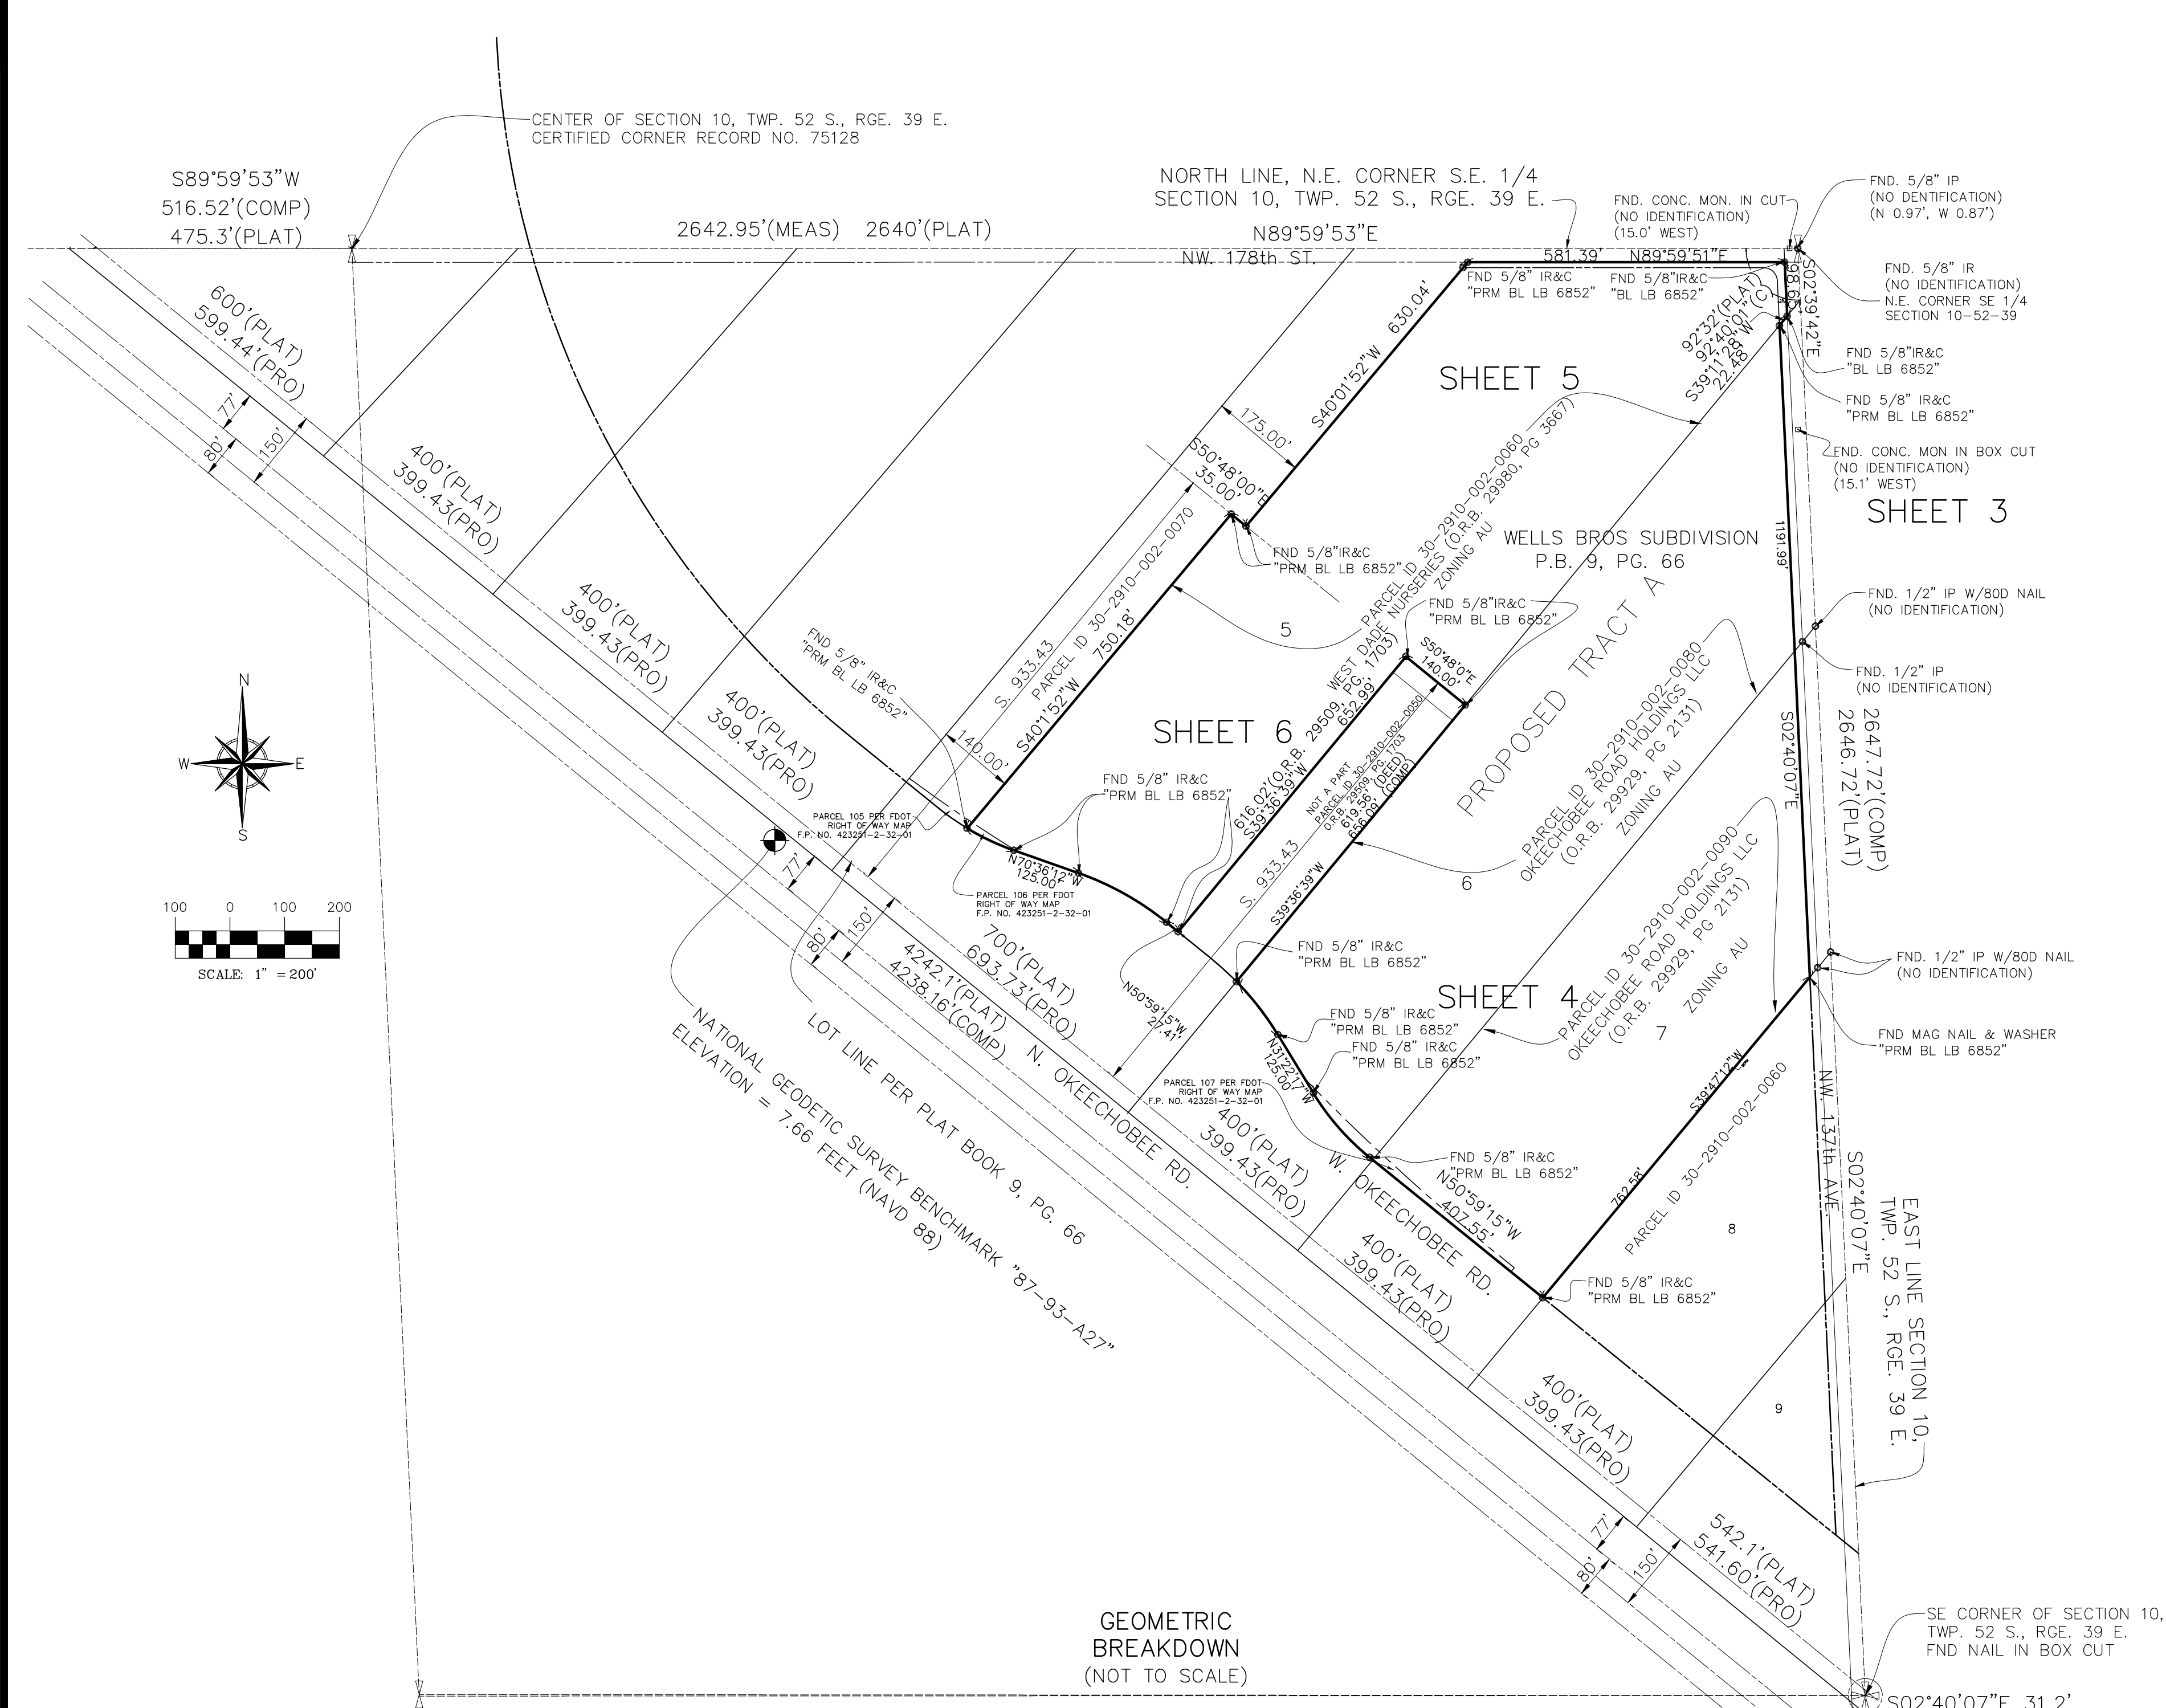 CENTER OF SECTION 10, TWP. 52 S., RGE. 39 E.
CERTIFIED CORNER RECORD NO. 75128
S89°59'53"W
516.52'(COMP)
475.3'(PLAT)
2642.95'(MEAS) 2640'(PLAT)
NORTH LINE, N.E. CORNER S.E. 1/4
SECTION 10, TWP. 52 S., RGE. 39 E.
N89°59'53"E
NW. 178th ST.
581.39' N89°59'51"E
FND. CONC. MON. IN CUT
(NO IDENTIFICATION)
(15.0' WEST)
FND. 5/8" IP
(NO DENTIFICATION)
(N 0.97', W 0.87')
FND. 5/8" IR
(NO IDENTIFICATION)
N.E. CORNER SE 1/4
SECTION 10-52-39
FND 5/8" IR&C
"PRM BL LB 6852"
FND 5/8"IR&C
"BL LB 6852"
S02°39'42"E
92°32'(PLAT)
92°40'01"(C)
S39°11'28"W
22.48'
FND 5/8"IR&C
"BL LB 6852"
FND 5/8" IR&C
"PRM BL LB 6852"
FND. CONC. MON IN BOX CUT
(NO IDENTIFICATION)
(15.1' WEST)
SHEET 3
SHEET 5
600'(PLAT)
599.44'(PRO)
77'
80'
150'
400'(PLAT)
399.43(PRO)
400'(PLAT)
399.43(PRO)
400'(PLAT)
399.43(PRO)
400'(PLAT)
399.43(PRO)
630.04'
S40°01'52"W
175.00'
S50°48'00"E
35.00'
FND 5/8"IR&C
"PRM BL LB 6852"
S. 933.43
PARCEL ID 30-2910-002-0070
750.18'
S40°1'52"W
140.00'
5
PARCEL ID 30-2910-002-0060
WEST DADE NURSERIES (O.R.B. 29980, PG 3667)
ZONING AU
WELLS BROS SUBDIVISION
P.B. 9, PG. 66
FND 5/8"IR&C
"PRM BL LB 6852"
S50°48'0"E
140.00'
1191.99'
FND. 1/2" IP W/80D NAIL
(NO IDENTIFICATION)
FND. 1/2" IP
(NO IDENTIFICATION)
S02°40'07"E
2647.72'(COMP)
2646.72'(PLAT)
N
W
E
S
100 0 100 200
SCALE: 1" =200'
FND 5/8" IR&C
"PRM BL LB 6852"
SHEET 6
FND 5/8" IR&C
"PRM BL LB 6852"
PARCEL 105 PER FDOT
RIGHT OF WAY MAP
F.P. NO. 423251-2-32-01
N70°36'12"W
125.00'
PARCEL 106 PER FDOT
RIGHT OF WAY MAP
F.P. NO. 423251-2-32-01
616.02'(O.R.B. 29509, PG. 1703)
652.99'
S39°36'39"W
NOT A PART
PARCEL ID 30-2910-002-0050
O.R.B. 29509, PG. 1703
619.56' (DEED)
656.09' (COMP)
S. 933.43
S39°36'39"W
6
PROPOSED TRACT A
PARCEL ID 30-2910-002-0080
OKEECHOBEE ROAD HOLDINGS LLC
(O.R.B. 29929, PG 2131)
ZONING AU
PARCEL ID 30-2910-002-0090
OKEECHOBEE ROAD HOLDINGS LLC
(O.R.B. 29929, PG 2131)
ZONING AU
7
SHEET 4
77'
80'
150'
700'(PLAT)
693.73'(PRO)
4242.1'(PLAT)
4238.16'(COMP)
N. OKEECHOBEE RD.
N50°59'15"W
27.41'
FND 5/8" IR&C
"PRM BL LB 6852"
FND 5/8" IR&C
"PRM BL LB 6852"
FND 5/8" IR&C
"PRM BL LB 6852"
N31°22'17"W
125.00'
PARCEL 107 PER FDOT
RIGHT OF WAY MAP
F.P. NO. 423251-2-32-01
FND. 1/2" IP W/80D NAIL
(NO IDENTIFICATION)
FND MAG NAIL & WASHER
"PRM BL LB 6852"
S39°47'12"W
762.58'
PARCEL ID 30-2910-002-0060
8
NW. 137th AVE.
S02°40'07"E
EAST LINE SECTION 10,
TWP. 52 S., RGE. 39 E.
NATIONAL GEODETIC SURVEY BENCHMARK "87-93-A27"
ELEVATION = 7.66 FEET (NAVD 88)
LOT LINE PER PLAT BOOK 9, PG. 66
400'(PLAT)
399.43(PRO)
W. OKEECHOBEE RD.
FND 5/8" IR&C
"PRM BL LB 6852"
N50°59'15"W
407.55'
FND 5/8" IR&C
"PRM BL LB 6852"
400'(PLAT)
399.43(PRO)
400'(PLAT)
399.43(PRO)
9
77'
80'
150'
542.1'(PLAT)
541.60'(PRO)
GEOMETRIC
BREAKDOWN
(NOT TO SCALE)
SE CORNER OF SECTION 10,
TWP. 52 S., RGE. 39 E.
FND NAIL IN BOX CUT
S02°40'07"E 31.2'